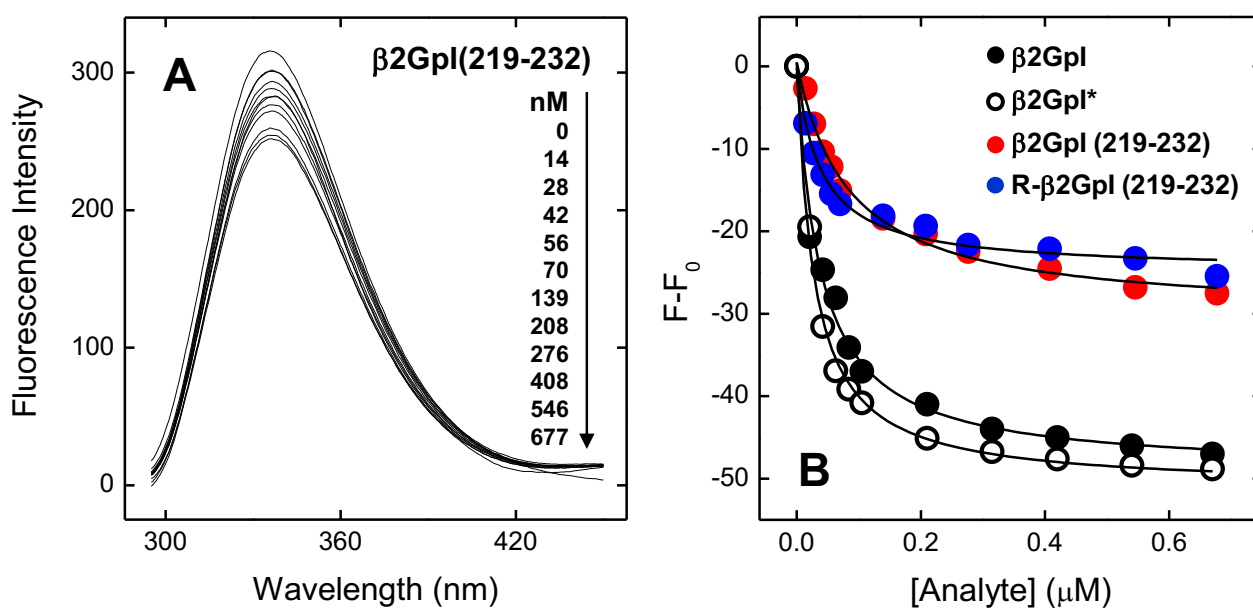 A
β2GpI(219-232)
nM
0
14
28
42
56
70
139
208
276
408
546
677
300
200
100
0
Fluorescence Intensity
300
360
420
Wavelength (nm)
β2GpI
β2GpI*
β2GpI (219-232)
R-β2GpI (219-232)
0
-10
-20
-30
-40
-50
F-F₀
B
0.0
0.2
0.4
0.6
[Analyte] (μM)